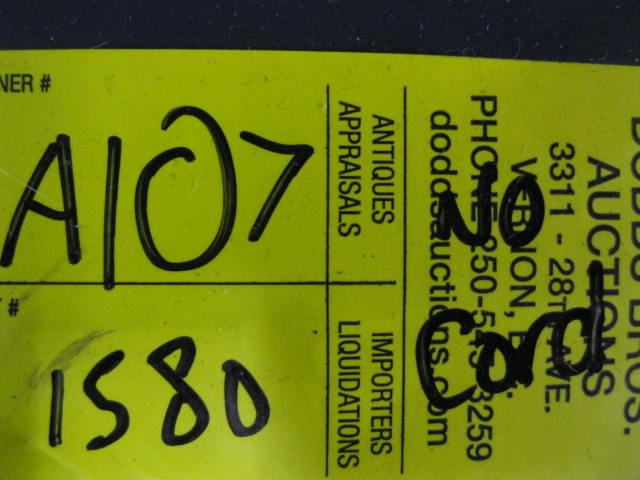 NER #
A107
#
1580
ANTIQUES
APPRAISALS
IMPORTERS
LIQUIDATIONS
DODDS BROS.
AUCTIONS
3311 - 28TH AVE.
VERNON, B.C.
PHONE 250-545-3259
doddsauctions.com
NO
Cord